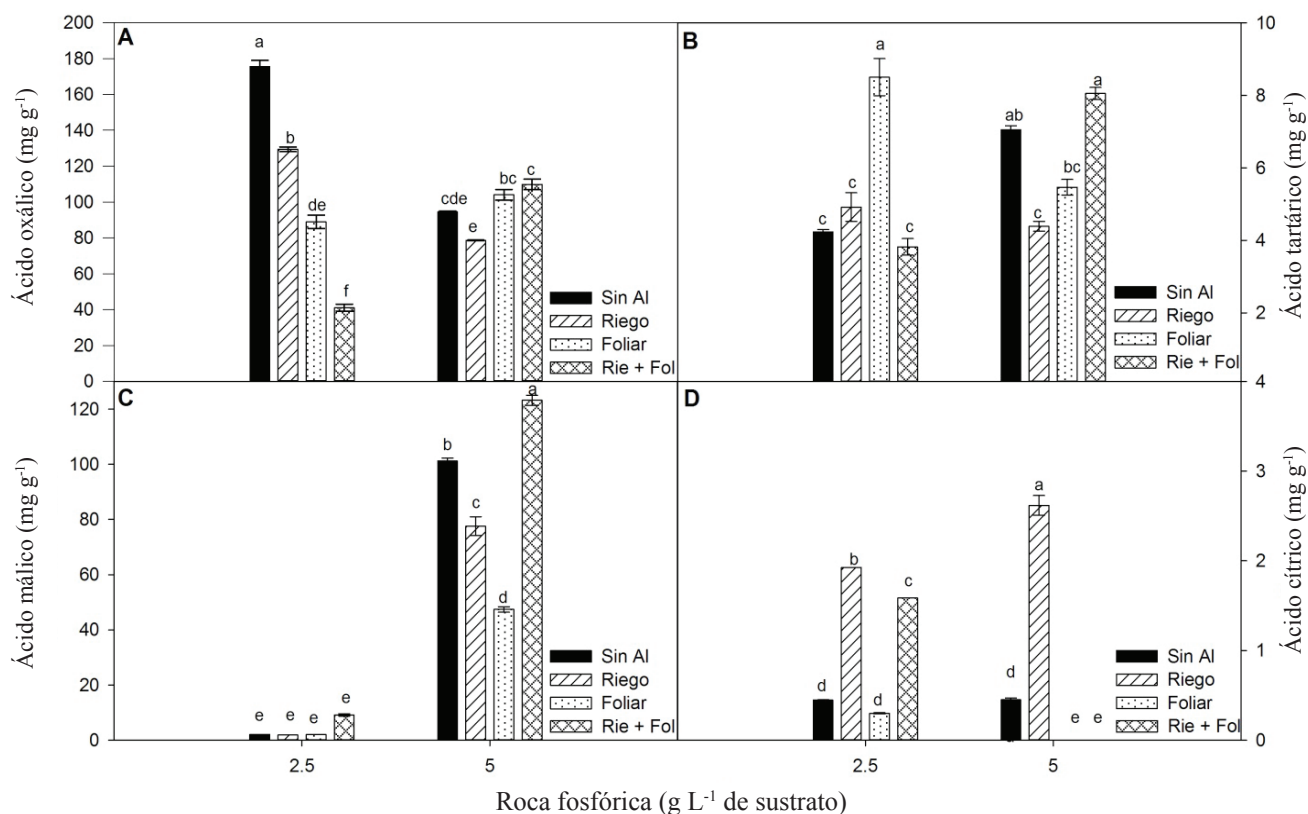 A
Ácido oxálico (mg g⁻¹)
200
180
160
140
120
100
80
60
40
20
0
a
b
de
f
cde
e
bc
c
Sin Al
Riego
Foliar
Rie + Fol
B
Ácido tartárico (mg g⁻¹)
10
8
6
4
2
4
c
c
a
c
ab
c
bc
a
Sin Al
Riego
Foliar
Rie + Fol
C
Ácido málico (mg g⁻¹)
120
100
80
60
40
20
0
e
e
e
e
b
c
d
a
Sin Al
Riego
Foliar
Rie + Fol
2.5
5
D
Ácido cítrico (mg g⁻¹)
3
2
1
0
d
b
d
c
d
a
e
e
Sin Al
Riego
Foliar
Rie + Fol
2.5
5
Roca fosfórica (g L⁻¹ de sustrato)